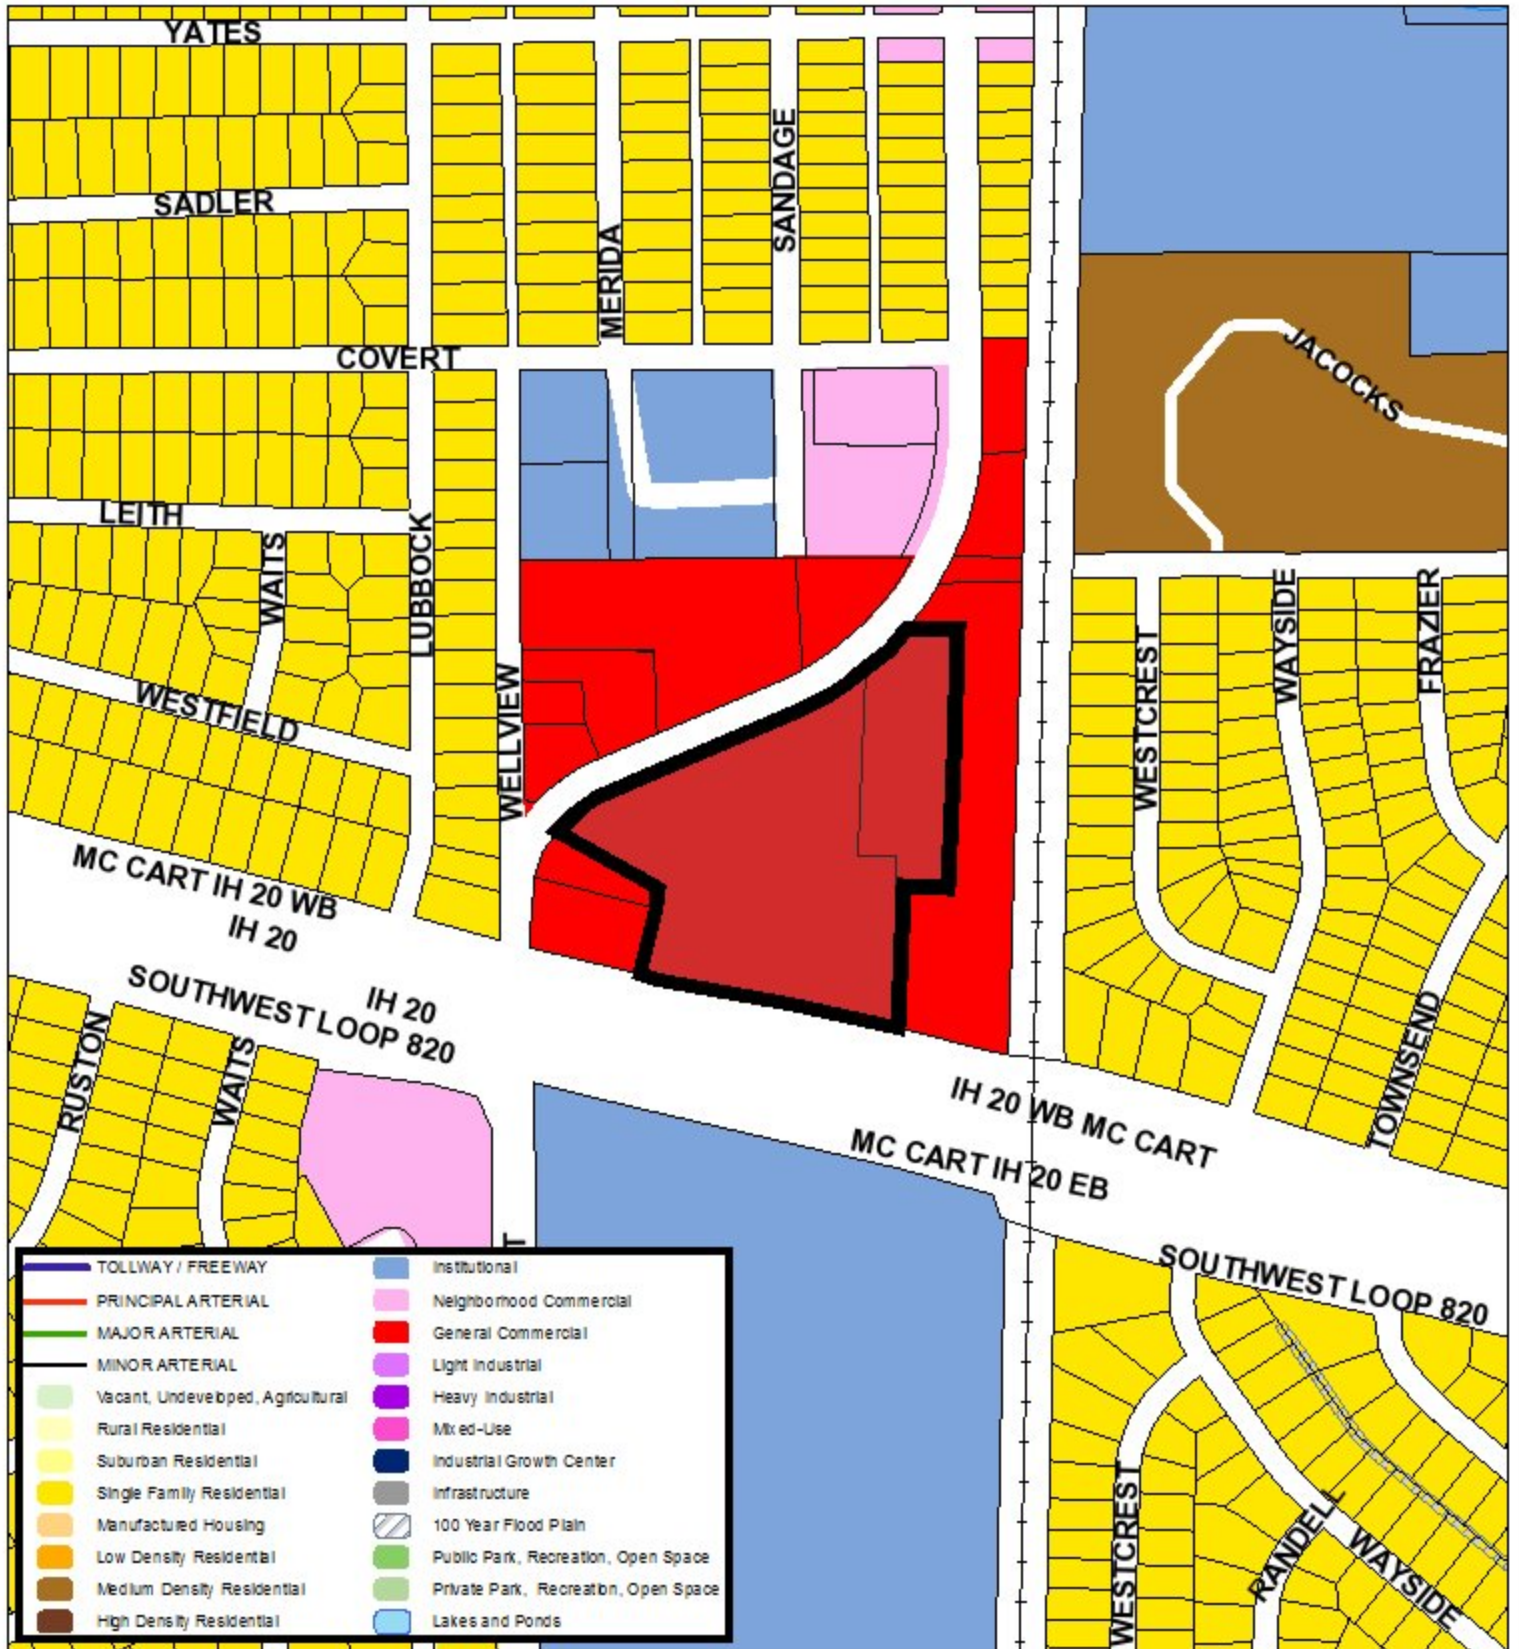 YATES
SANDAGE
SADLER
MERIDA
COVERT
JACOCKS
LEITH
WAITS
LUBBOCK
WAYSIDE
FRAZIER
WESTCREST
WELLVIEW
WESTFIELD
MC CART IH 20 WB
IH 20
IH 20
SOUTHWEST LOOP 820
RUSTON
WAITS
TOWNSEND
IH 20 WB MC CART
MC CART IH 20 EB
SOUTHWEST LOOP 820
T
WESTCREST
RANDELL
WAYSIDE
TOLLWAY / FREEWAY
PRINCIPAL ARTERIAL
MAJOR ARTERIAL
MINOR ARTERIAL
Vacant, Undeveloped, Agricultural
Rural Residential
Suburban Residential
Single Family Residential
Manufactured Housing
Low Density Residential
Medium Density Residential
High Density Residential
Institutional
Neighborhood Commercial
General Commercial
Light Industrial
Heavy Industrial
Mixed-Use
Industrial Growth Center
Infrastructure
100 Year Flood Plain
Public Park, Recreation, Open Space
Private Park, Recreation, Open Space
Lakes and Ponds